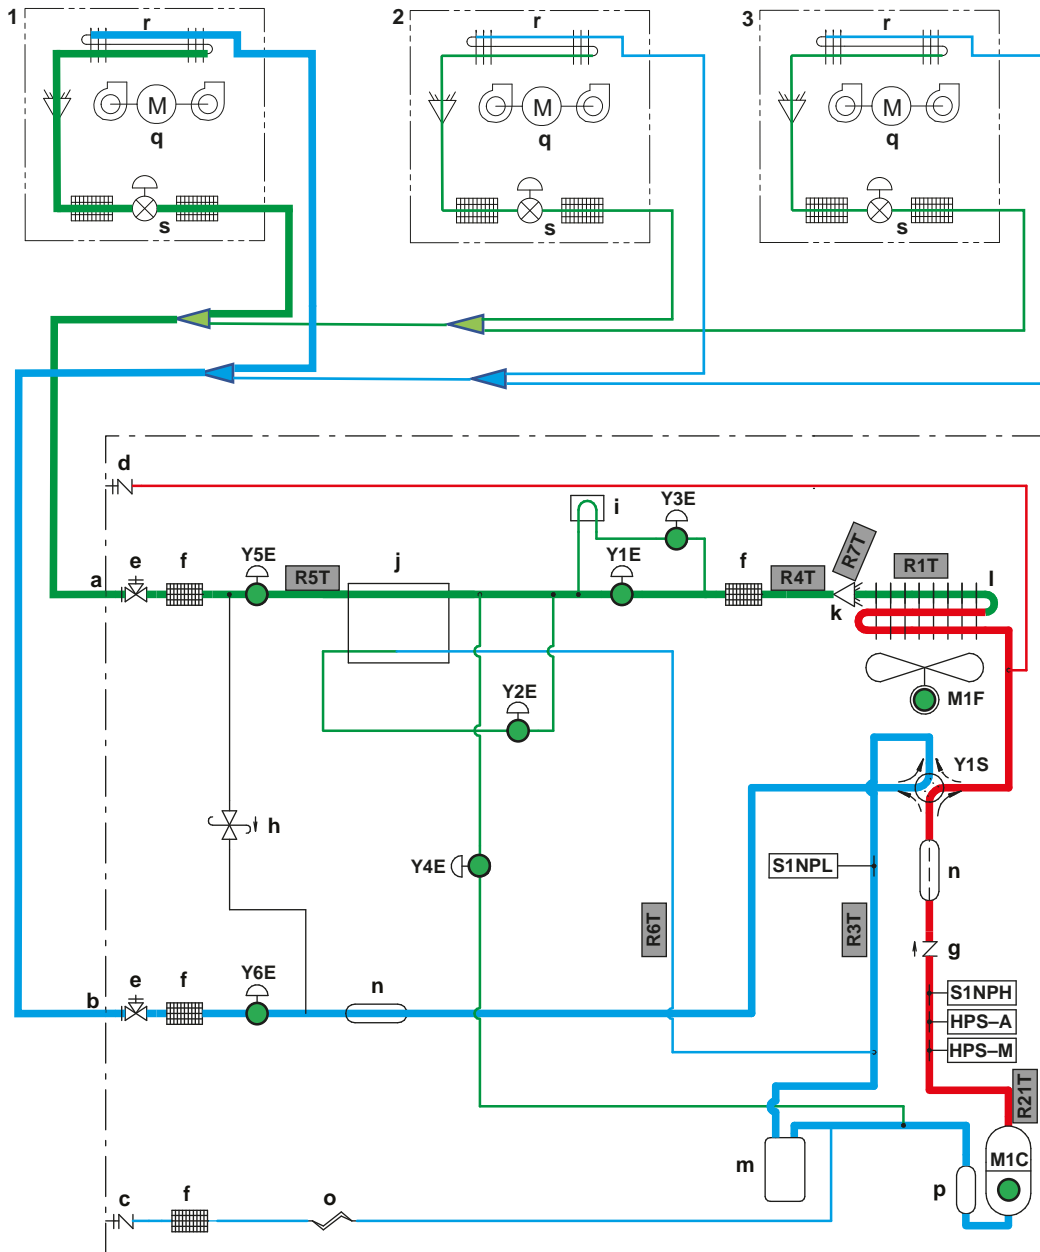 1 r 2 r 3 r
M M M
q q q
s s s
d
Y3E
i
R7T
e f Y5E j Y1E f R1T l
R5T R4T
a k
Y2E M1F
Y1S
h
Y4E S1NPL n
R6T R3T
g
e f Y6E n
b S1NPH
HPS–A
HPS–M
R21T
m M1C
p
c f o